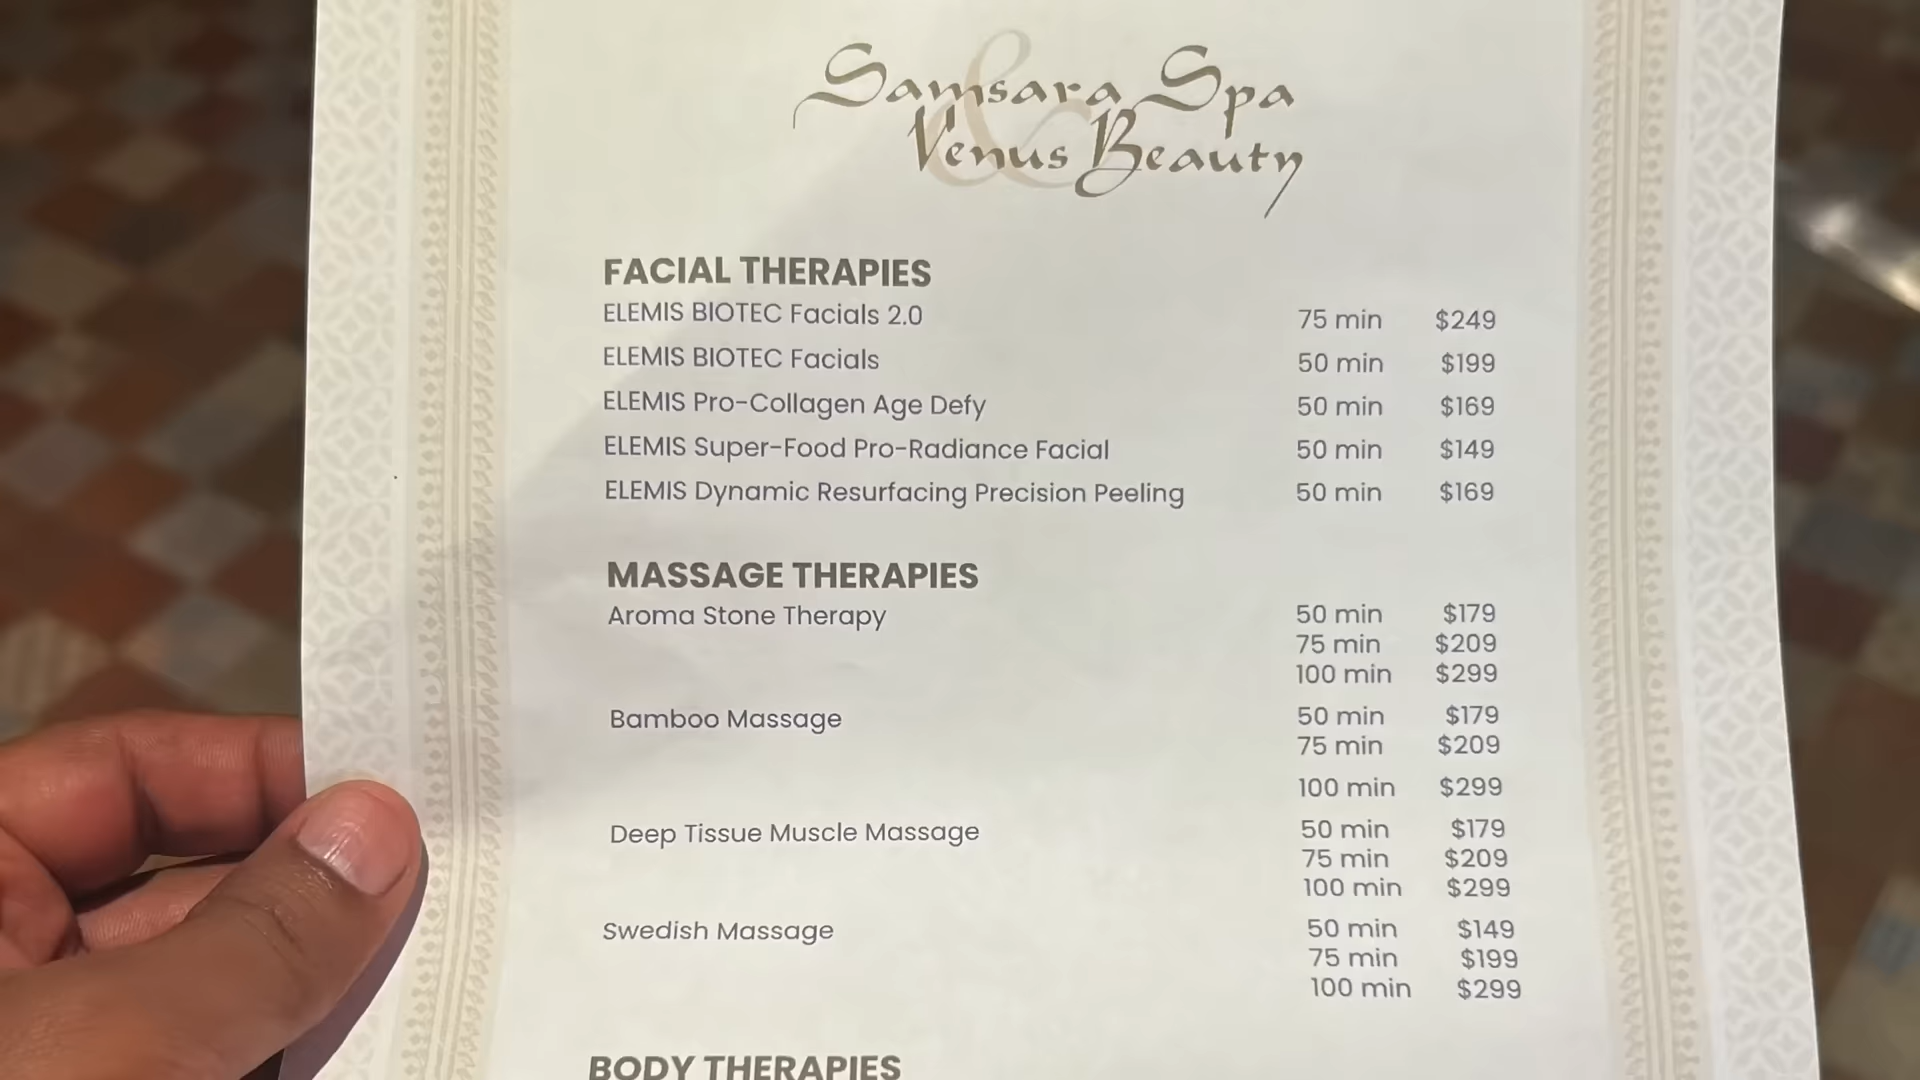 Samsara Spa
& Venus Beauty
FACIAL THERAPIES
ELEMIS BIOTEC Facials 2.0 75 min $249
ELEMIS BIOTEC Facials 50 min $199
ELEMIS Pro-Collagen Age Defy 50 min $169
ELEMIS Super-Food Pro-Radiance Facial 50 min $149
ELEMIS Dynamic Resurfacing Precision Peeling 50 min $169
MASSAGE THERAPIES
Aroma Stone Therapy 50 min $179
75 min $209
100 min $299
Bamboo Massage 50 min $179
75 min $209
100 min $299
Deep Tissue Muscle Massage 50 min $179
75 min $209
100 min $299
Swedish Massage 50 min $149
75 min $199
100 min $299
BODY THERAPIES